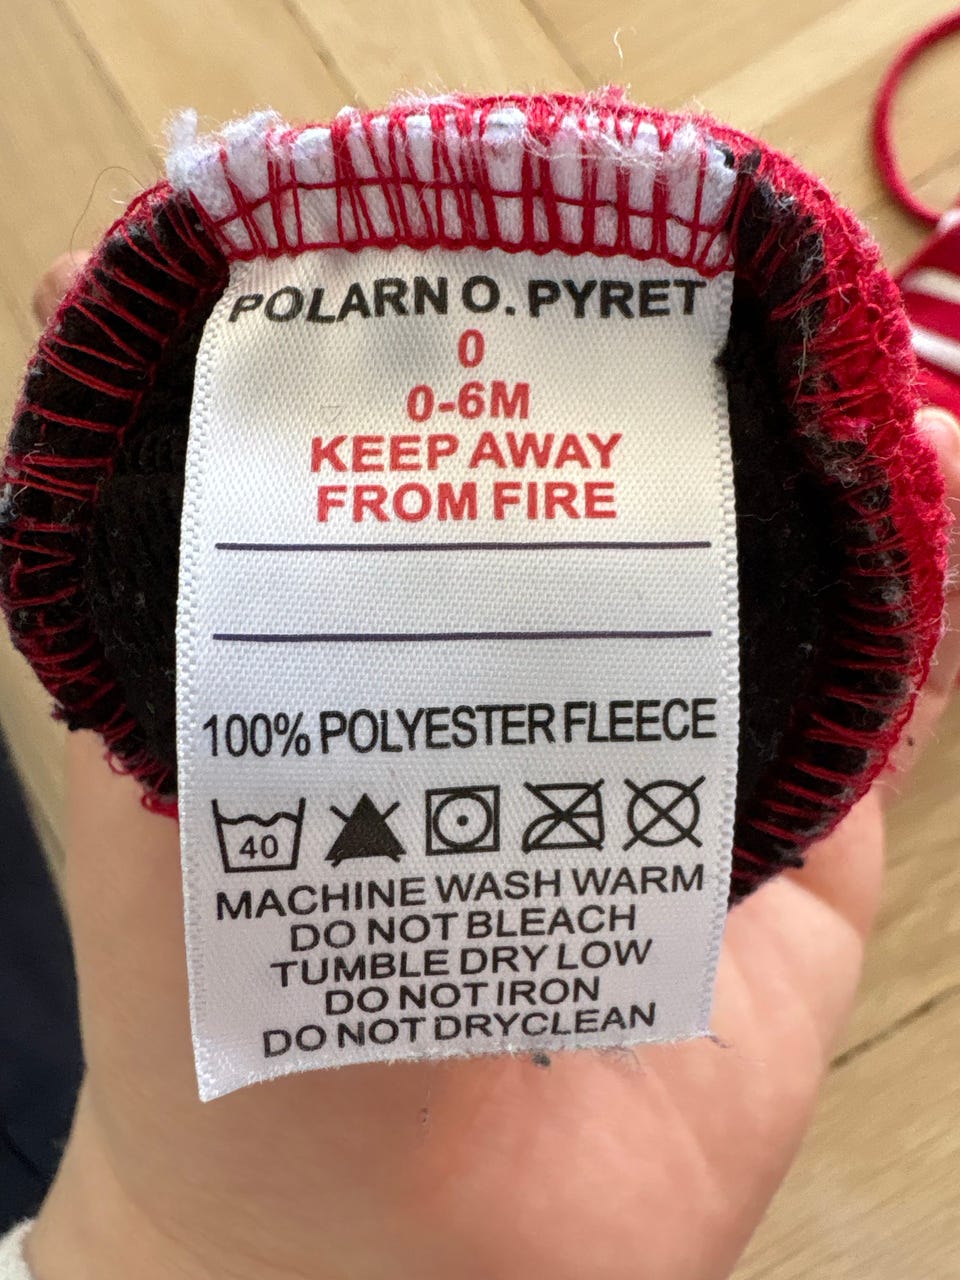 POLARN O. PYRET
0
0-6M
KEEP AWAY
FROM FIRE
100% POLYESTER FLEECE
40
MACHINE WASH WARM
DO NOT BLEACH
TUMBLE DRY LOW
DO NOT IRON
DO NOT DRYCLEAN